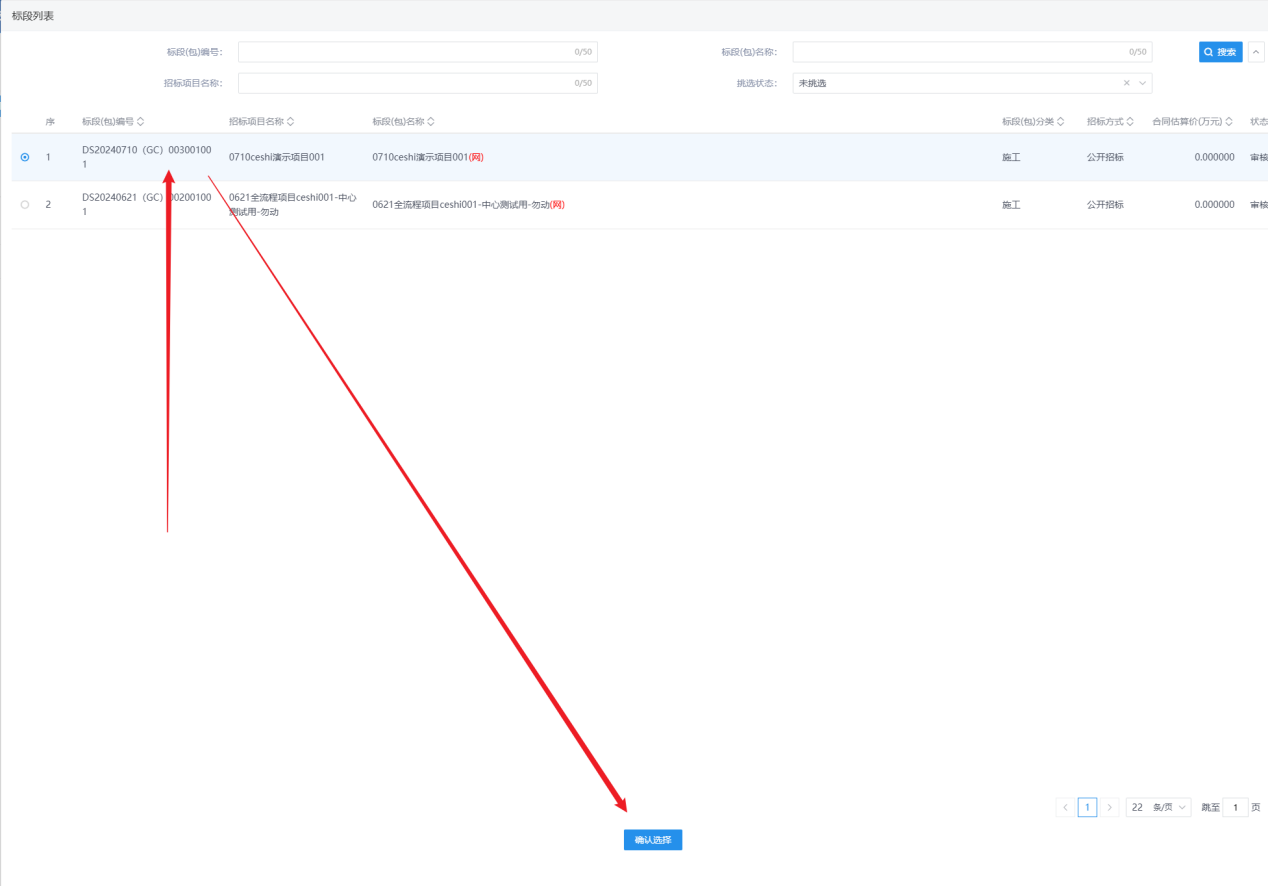 标段列表
标段(包)编号: 0/50 标段(包)名称: 0/50 搜索
招标项目名称: 0/50 挑选状态: 未挑选
序 标段(包)编号 招标项目名称 标段(包)名称 标段(包)分类 招标方式 合同估算价(万元) 状态
1 DS20240710（GC）00300100 0710ceshi演示项目001 0710ceshi演示项目001(网) 施工 公开招标 0.000000 审核
1
2 DS20240621（GC）00200100 0621全流程项目ceshi001-中心 0621全流程项目ceshi001-中心测试用-勿动(网) 施工 公开招标 0.000000 审核
1 测试用-勿动
1 22 条/页 跳至 1 页
确认选择